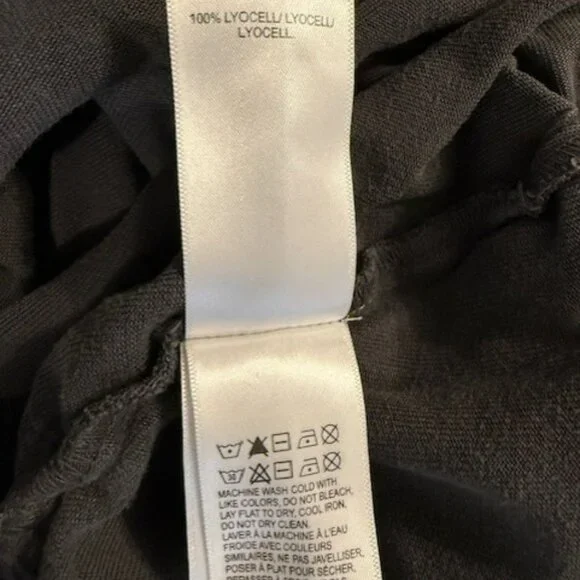 100% LYOCELL/ LYOCELL/
LYOCELL.
30
MACHINE WASH COLD WITH
LIKE COLORS, DO NOT BLEACH,
LAY FLAT TO DRY, COOL IRON,
DO NOT DRY CLEAN.
LAVER À LA MACHINE À L'EAU
FROIDE AVEC COULEURS
SIMILAIRES, NE PAS JAVELLISER,
POSER À PLAT POUR SÉCHER,